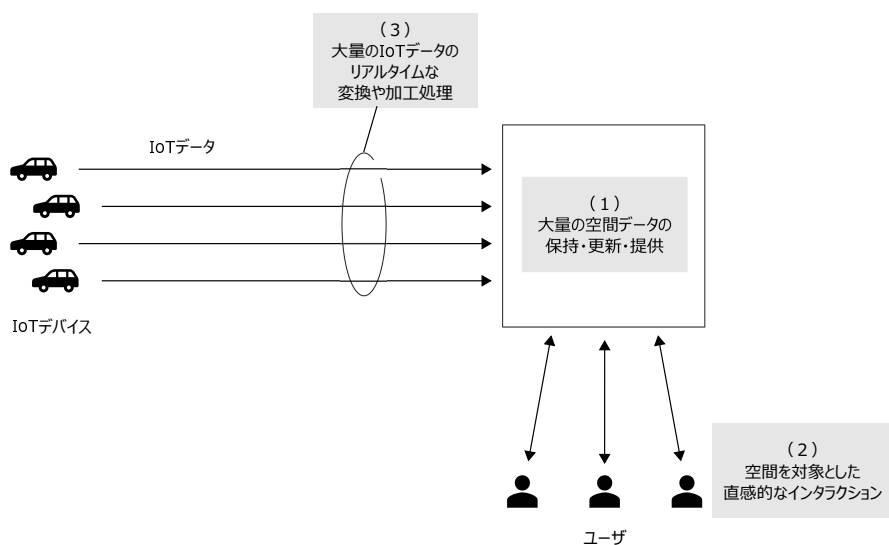 （3）
大量のIoTデータの
リアルタイムな
変換や加工処理
IoTデータ
（1）
大量の空間データの
保持・更新・提供
IoTデバイス
（2）
空間を対象とした
直感的なインタラクション
ユーザ